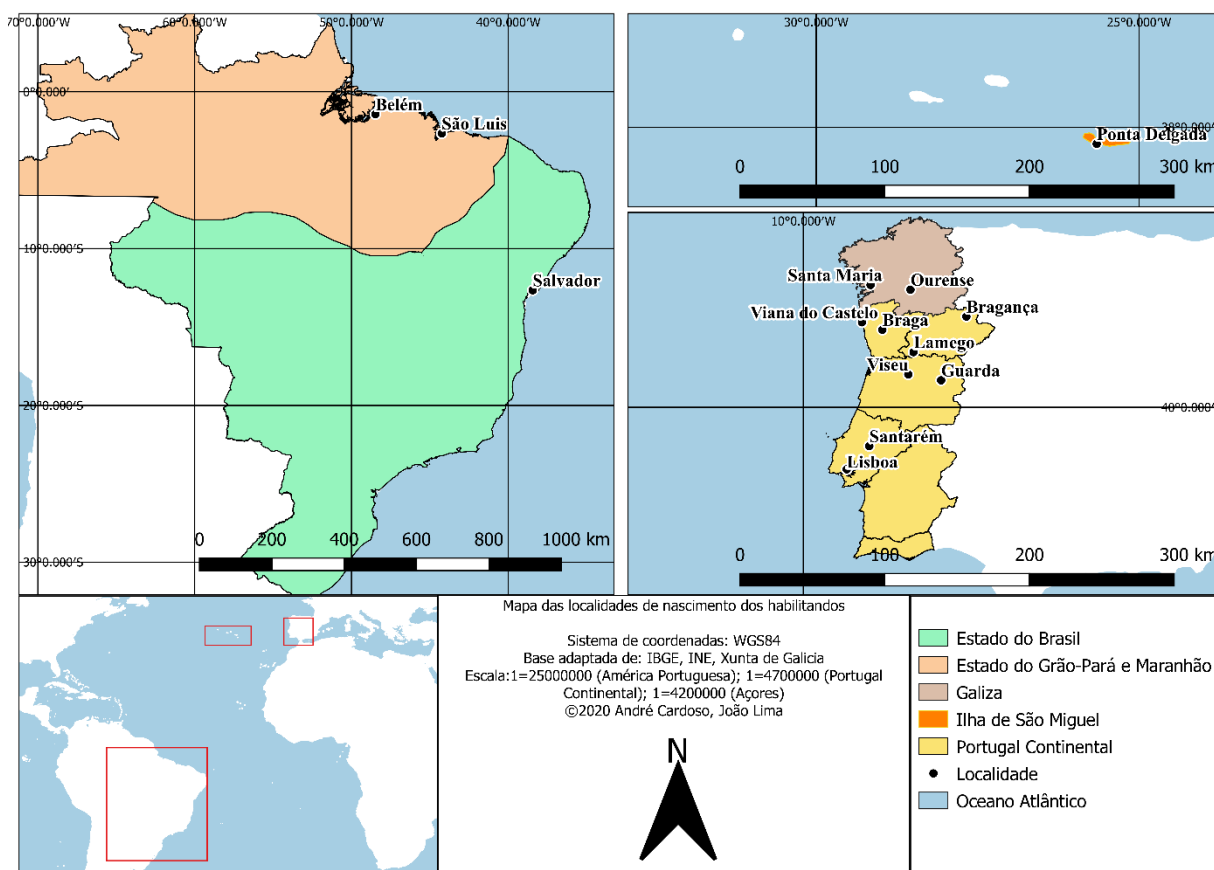 70°0.000'W
60°0.000'W
50°0.000'W
40°0.000'W
0°0.000'
10°0.000'S
20°0.000'S
30°0.000'S
Belém
São Luis
Salvador
0 200 400 600 800 1000 km
30°0.000'W
25°0.000'W
Ponta Delgada
0 100 200 300 km
10°0.000'W
40°0.000'
Santa Maria
Ourense
Viana do Castelo
Bragança
Braga
Lamego
Viseu
Guarda
Santarém
Lisboa
0 100 200 300 km
Mapa das localidades de nascimento dos habilitandos
Sistema de coordenadas: WGS84
Base adaptada de: IBGE, INE, Xunta de Galicia
Escala:1=25000000 (América Portuguesa); 1=4700000 (Portugal
Continental); 1=4200000 (Açores)
©2020 André Cardoso, João Lima
N
Estado do Brasil
Estado do Grão-Pará e Maranhão
Galiza
Ilha de São Miguel
Portugal Continental
Localidade
Oceano Atlântico